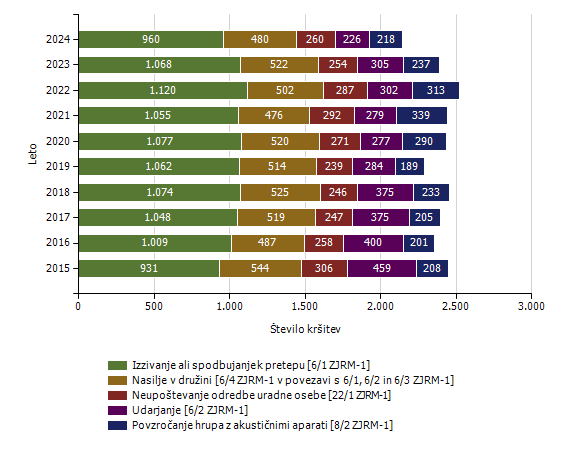 2024 960 480 260 226 218
2023 1.068 522 254 305 237
2022 1.120 502 287 302 313
2021 1.055 476 292 279 339
2020 1.077 520 271 277 290
2019 1.062 514 239 284 189
2018 1.074 525 246 375 233
2017 1.048 519 247 375 205
2016 1.009 487 258 400 201
2015 931 544 306 459 208
Leto
0 500 1.000 1.500 2.000 2.500 3.000
Število kršitev
Izzivanje ali spodbujanje k pretepu [6/1 ZJRM-1]
Nasilje v družini [6/4 ZJRM-1 v povezavi s 6/1, 6/2 in 6/3 ZJRM-1]
Neupoštevanje odredbe uradne osebe [22/1 ZJRM-1]
Udarjanje [6/2 ZJRM-1]
Povzročanje hrupa z akustičnimi aparati [8/2 ZJRM-1]